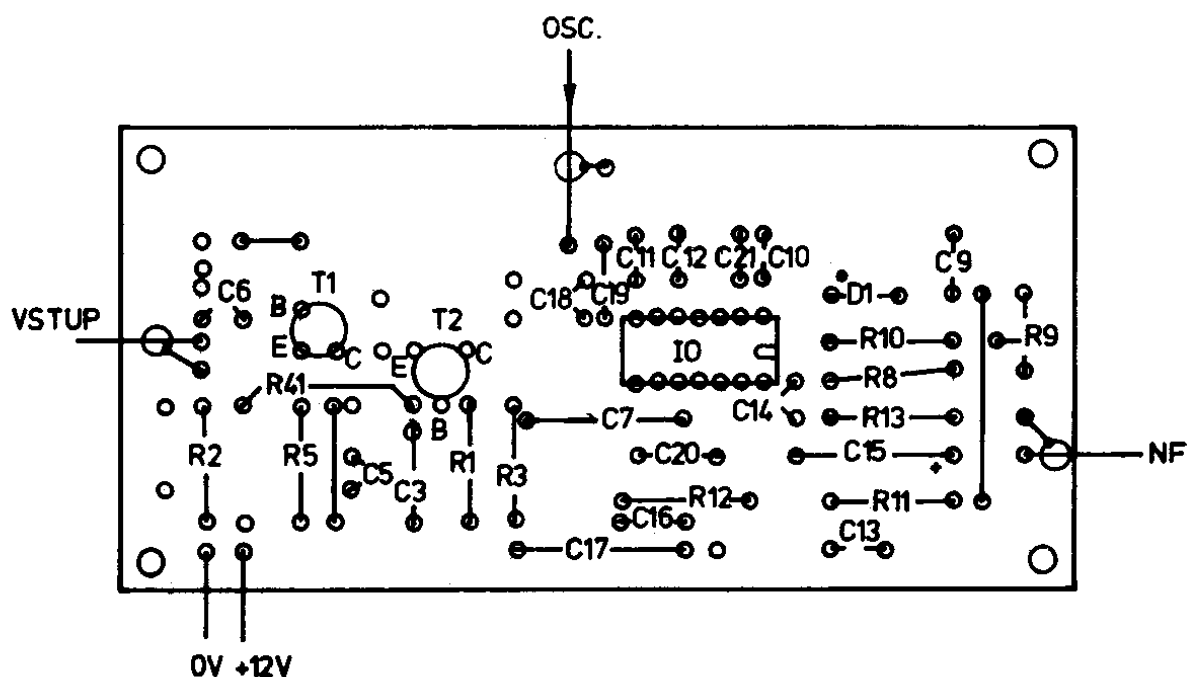 OSC.
C11 C12 C21 C10 C9
C6 T1 C18 C19 D1
B
VSTUP T2 IO R10 R9
E C E C
R41 R8
C14
B C7 R13
R2 R5 R1 C20 C15 NF
C5 R3 +
C3 R12 R11
C16 C13
C17
0V +12V